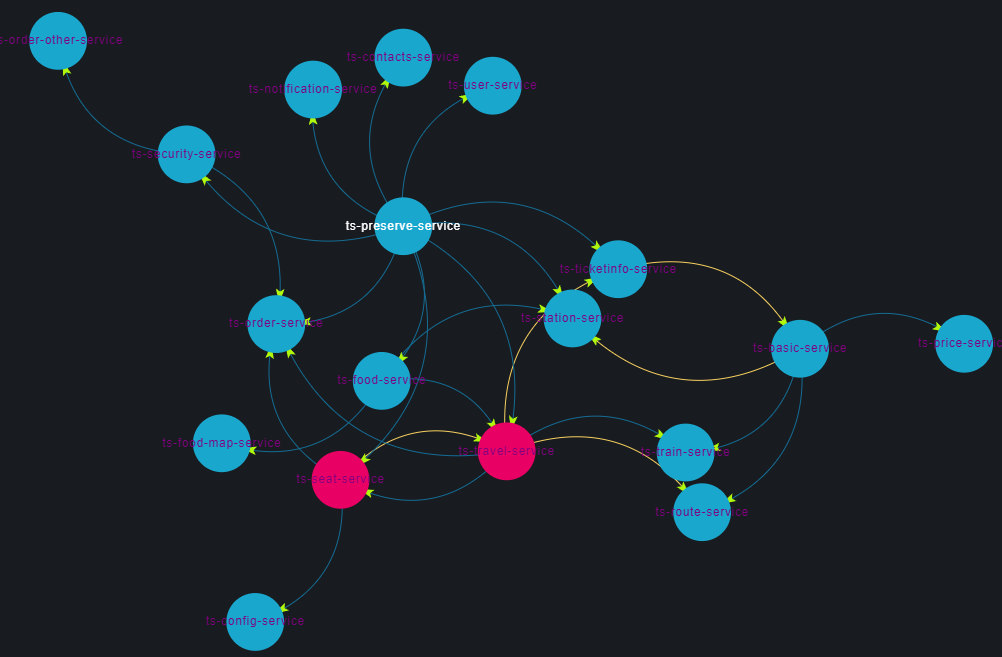 s-order-other-service
ts-contacts-service
ts-notification-service
ts-user-service
ts-security-service
ts-preserve-service
ts-ticketinfo-service
ts-station-service
ts-order-service
ts-basic-service
ts-price-servic
ts-food-service
ts-food-map-service
ts-travel-service
ts-train-service
ts-seat-service
ts-route-service
ts-config-service